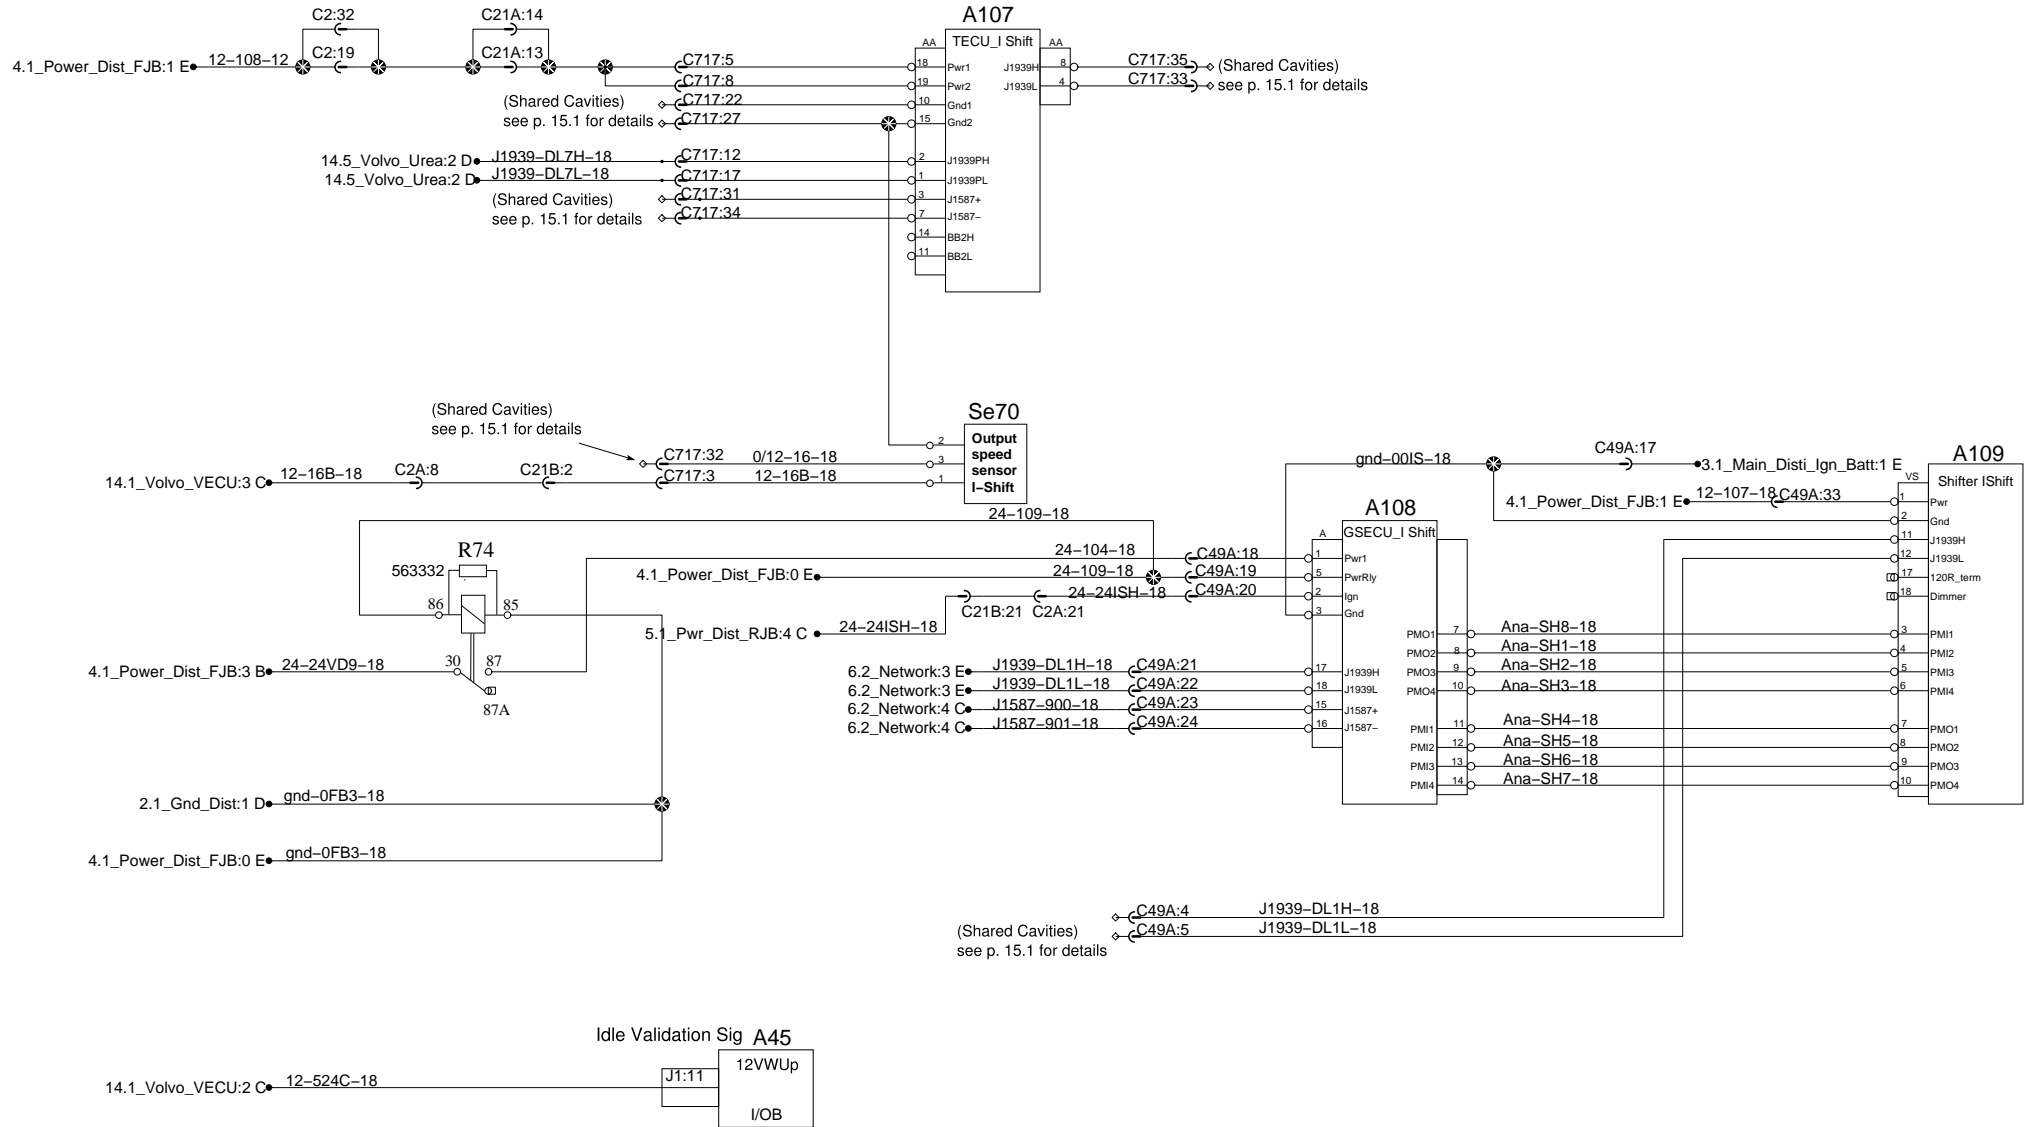 A107
TECU_I Shift
AA
AA
C2:32
C21A:14
4.1_Power_Dist_FJB:1 E
12-108-12
C2:19
C21A:13
C717:5
18
Pwr1
J1939H
8
C717:35
(Shared Cavities)
C717:8
19
Pwr2
J1939L
4
C717:33
see p. 15.1 for details
(Shared Cavities)
C717:22
10
Gnd1
see p. 15.1 for details
C717:27
15
Gnd2
14.5_Volvo_Urea:2 D
J1939-DL7H-18
C717:12
2
J1939PH
14.5_Volvo_Urea:2 D
J1939-DL7L-18
C717:17
1
J1939PL
(Shared Cavities)
C717:31
3
J1587+
see p. 15.1 for details
C717:34
7
J1587-
14
BB2H
11
BB2L
(Shared Cavities)
see p. 15.1 for details
Se70
Output
speed
sensor
I-Shift
2
C717:32
0/12-16-18
3
14.1_Volvo_VECU:3 C
12-16B-18
C2A:8
C21B:2
C717:3
12-16B-18
1
gnd-00IS-18
C49A:17
3.1_Main_Disti_Ign_Batt:1 E
A109
VS
Shifter IShift
4.1_Power_Dist_FJB:1 E
12-107-18
C49A:33
1
Pwr
2
Gnd
11
J1939H
12
J1939L
17
120R_term
18
Dimmer
3
PMI1
4
PMI2
5
PMI3
6
PMI4
7
PMO1
8
PMO2
9
PMO3
10
PMO4
A108
A
GSECU_I Shift
24-109-18
R74
563332
86
85
24-104-18
C49A:18
1
Pwr1
4.1_Power_Dist_FJB:0 E
24-109-18
C49A:19
5
PwrRly
24-24ISH-18
C49A:20
2
Ign
C21B:21
C2A:21
3
Gnd
5.1_Pwr_Dist_RJB:4 C
24-24ISH-18
PMO1
7
Ana-SH8-18
PMO2
8
Ana-SH1-18
PMO3
9
Ana-SH2-18
PMO4
10
Ana-SH3-18
PMI1
11
Ana-SH4-18
PMI2
12
Ana-SH5-18
PMI3
13
Ana-SH6-18
PMI4
14
Ana-SH7-18
4.1_Power_Dist_FJB:3 B
24-24VD9-18
30
87
87A
6.2_Network:3 E
J1939-DL1H-18
C49A:21
17
J1939H
6.2_Network:3 E
J1939-DL1L-18
C49A:22
18
J1939L
6.2_Network:4 C
J1587-900-18
C49A:23
15
J1587+
6.2_Network:4 C
J1587-901-18
C49A:24
16
J1587-
2.1_Gnd_Dist:1 D
gnd-0FB3-18
4.1_Power_Dist_FJB:0 E
gnd-0FB3-18
C49A:4
J1939-DL1H-18
(Shared Cavities)
C49A:5
J1939-DL1L-18
see p. 15.1 for details
Idle Validation Sig
A45
12VWUp
J1:11
14.1_Volvo_VECU:2 C
12-524C-18
I/OB